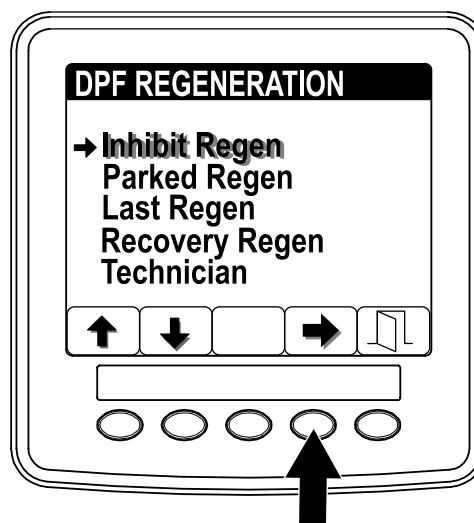 DPF REGENERATION
Inhibit Regen
Parked Regen
Last Regen
Recovery Regen
Technician